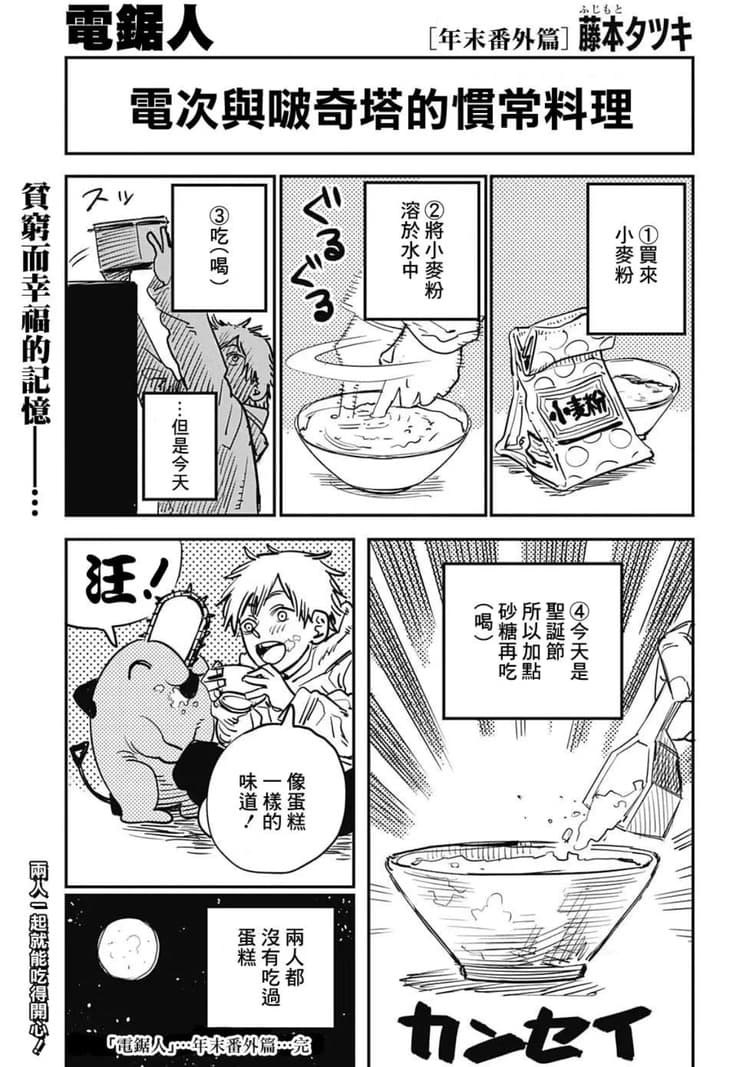 電鋸人
［年末番外篇］
ふじもと
藤本タツキ
電次與啵奇塔的慣常料理
貧窮而幸福的記憶——…
①買來
小麥粉
小麦粉
②將小麥粉
溶於水中
ぐるぐる
③吃(喝)
スッ
…但是今天
④今天是
聖誕節
所以加點
砂糖再吃
(喝)
カンセイ
汪！
像蛋糕
一樣的
味道！
兩人都
沒有吃過
蛋糕
「電鋸人」…年末番外篇…完
兩人一起就能吃得開心！